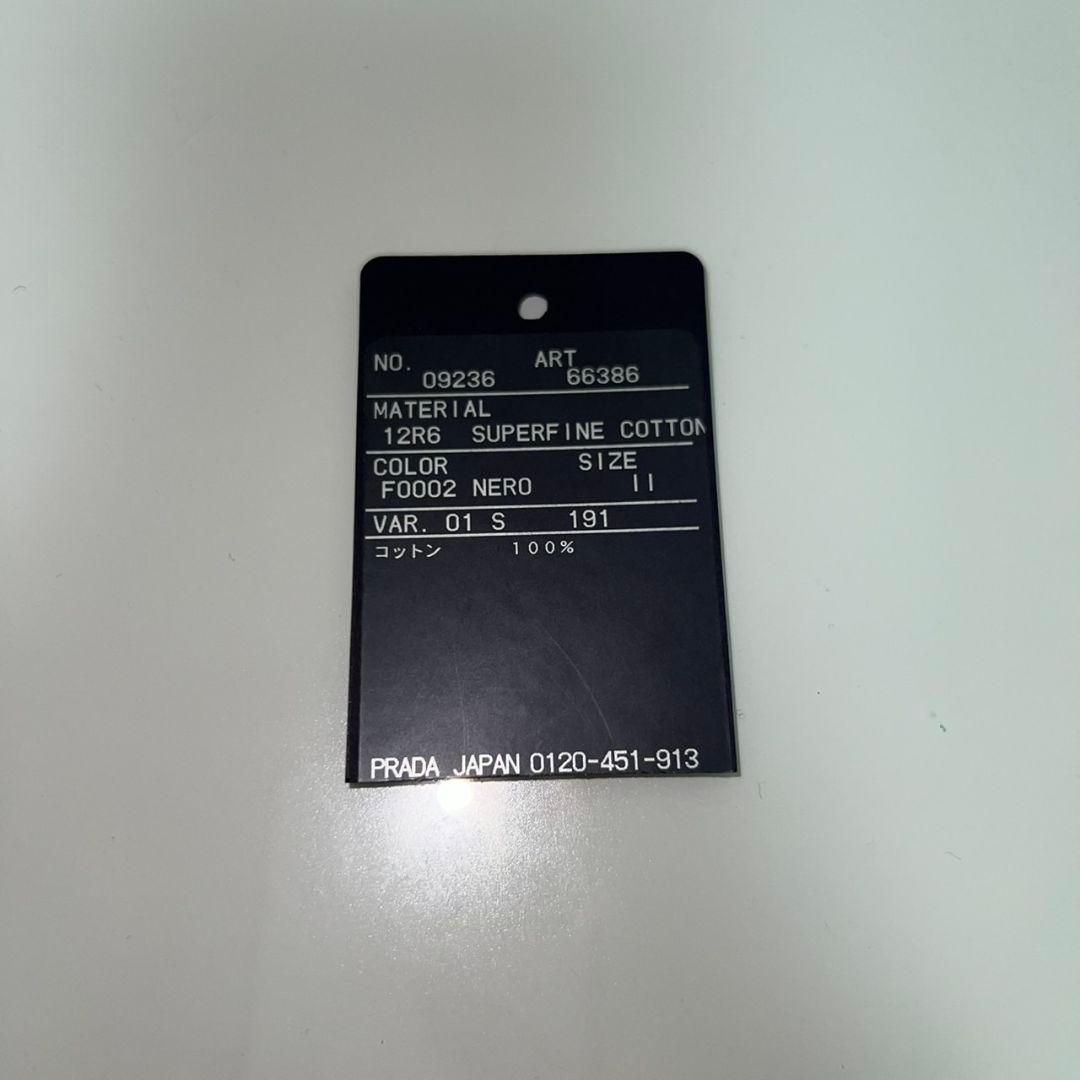 NO. ART
09236 66386
MATERIAL
12R6 SUPERFINE COTTON
COLOR SIZE
F0002 NERO II
VAR. 01 S 191
コットン 100%
PRADA JAPAN 0120-451-913